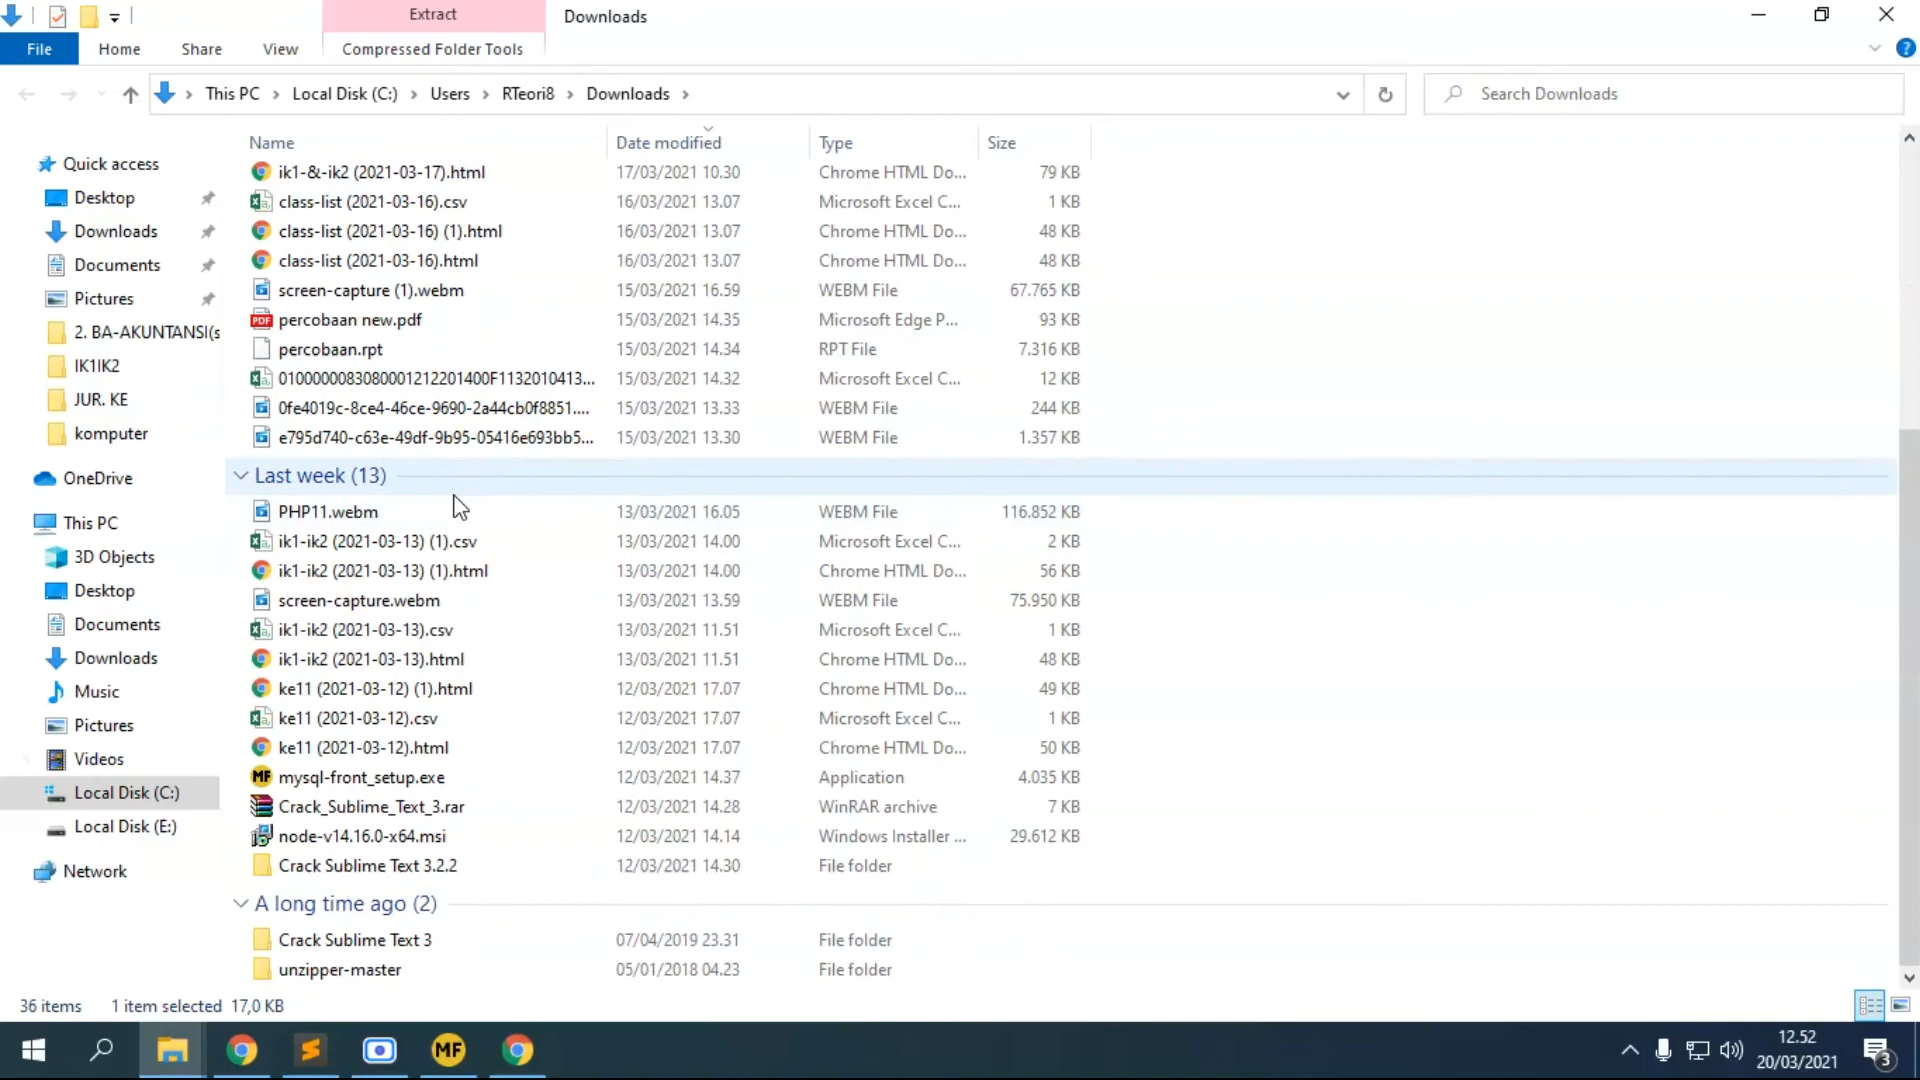 Extract
Downloads
File
Home
Share
View
Compressed Folder Tools
This PC
Local Disk (C:)
Users
RTeori8
Downloads
Search Downloads
Name
Date modified
Type
Size
Quick access
Desktop
Downloads
Documents
Pictures
2. BA-AKUNTANSI(s
IK1IK2
JUR. KE
komputer
OneDrive
This PC
3D Objects
Desktop
Documents
Downloads
Music
Pictures
Videos
Local Disk (C:)
Local Disk (E:)
Network
ik1-&-ik2 (2021-03-17).html 17/03/2021 10.30 Chrome HTML Do... 79 KB
class-list (2021-03-16).csv 16/03/2021 13.07 Microsoft Excel C... 1 KB
class-list (2021-03-16) (1).html 16/03/2021 13.07 Chrome HTML Do... 48 KB
class-list (2021-03-16).html 16/03/2021 13.07 Chrome HTML Do... 48 KB
screen-capture (1).webm 15/03/2021 16.59 WEBM File 67.765 KB
PDF percobaan new.pdf 15/03/2021 14.35 Microsoft Edge P... 93 KB
percobaan.rpt 15/03/2021 14.34 RPT File 7.316 KB
0100000083080001212201400F1132010413... 15/03/2021 14.32 Microsoft Excel C... 12 KB
0fe4019c-8ce4-46ce-9690-2a44cb0f8851.... 15/03/2021 13.33 WEBM File 244 KB
e795d740-c63e-49df-9b95-05416e693bb5... 15/03/2021 13.30 WEBM File 1.357 KB
Last week (13)
PHP11.webm 13/03/2021 16.05 WEBM File 116.852 KB
ik1-ik2 (2021-03-13) (1).csv 13/03/2021 14.00 Microsoft Excel C... 2 KB
ik1-ik2 (2021-03-13) (1).html 13/03/2021 14.00 Chrome HTML Do... 56 KB
screen-capture.webm 13/03/2021 13.59 WEBM File 75.950 KB
ik1-ik2 (2021-03-13).csv 13/03/2021 11.51 Microsoft Excel C... 1 KB
ik1-ik2 (2021-03-13).html 13/03/2021 11.51 Chrome HTML Do... 48 KB
ke11 (2021-03-12) (1).html 12/03/2021 17.07 Chrome HTML Do... 49 KB
ke11 (2021-03-12).csv 12/03/2021 17.07 Microsoft Excel C... 1 KB
ke11 (2021-03-12).html 12/03/2021 17.07 Chrome HTML Do... 50 KB
MF mysql-front_setup.exe 12/03/2021 14.37 Application 4.035 KB
Crack_Sublime_Text_3.rar 12/03/2021 14.28 WinRAR archive 7 KB
node-v14.16.0-x64.msi 12/03/2021 14.14 Windows Installer ... 29.612 KB
Crack Sublime Text 3.2.2 12/03/2021 14.30 File folder
A long time ago (2)
Crack Sublime Text 3 07/04/2019 23.31 File folder
unzipper-master 05/01/2018 04.23 File folder
36 items
1 item selected 17,0 KB
MF
12.52
20/03/2021
3